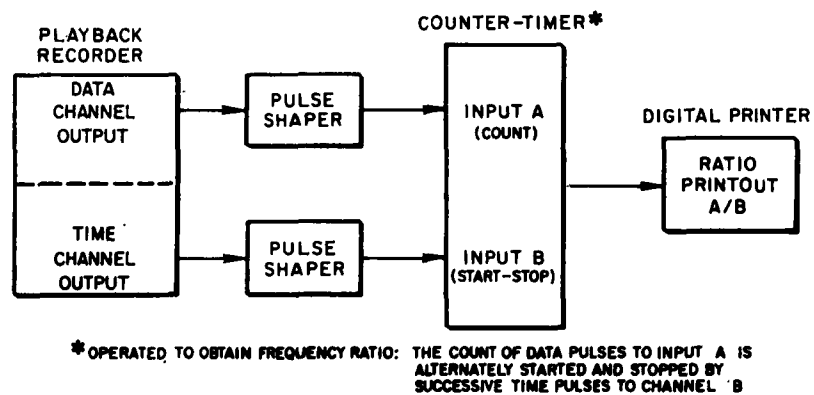 COUNTER-TIMER*
PLAYBACK
RECORDER
DATA
CHANNEL
OUTPUT
PULSE
SHAPER
INPUT A
(COUNT)
DIGITAL PRINTER
RATIO
PRINTOUT
A/B
TIME
CHANNEL
OUTPUT
PULSE
SHAPER
INPUT B
(START-STOP)
*OPERATED TO OBTAIN FREQUENCY RATIO: THE COUNT OF DATA PULSES TO INPUT A IS
ALTERNATELY STARTED AND STOPPED BY
SUCCESSIVE TIME PULSES TO CHANNEL B